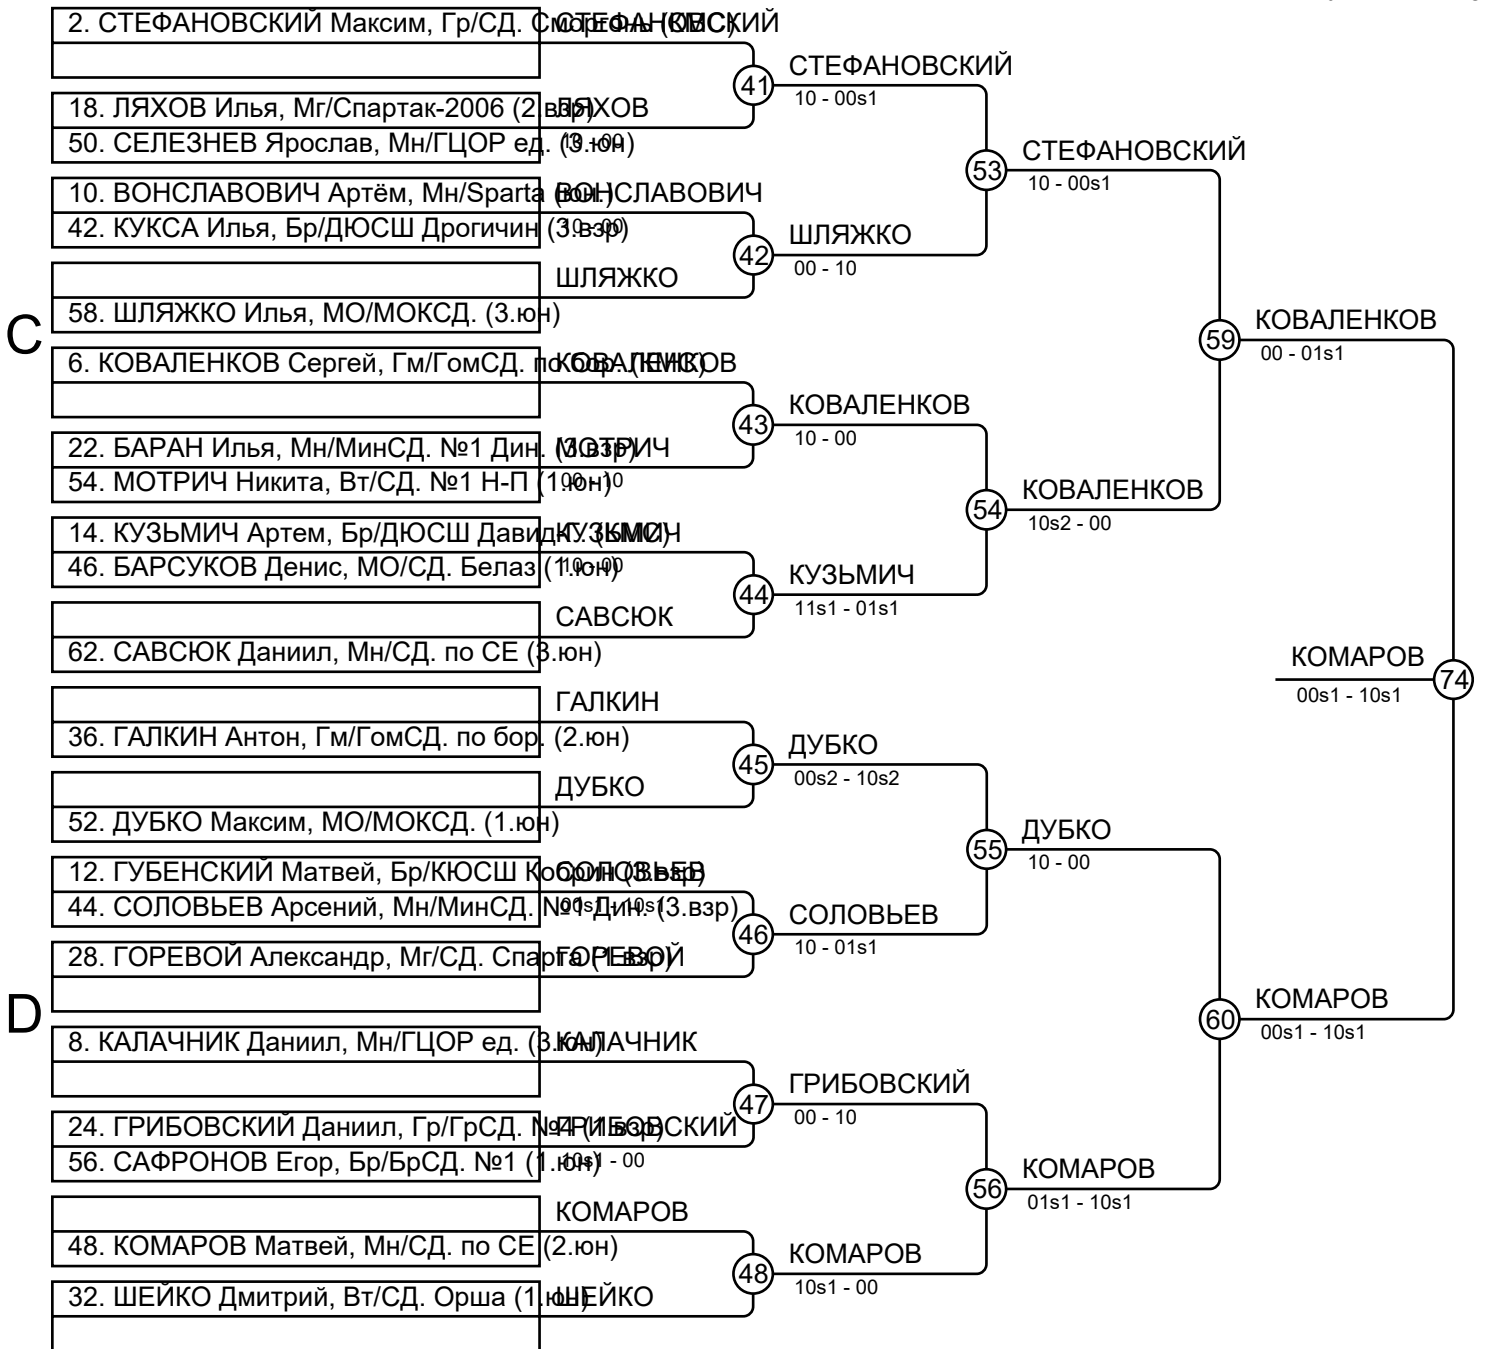 2. СТЕФАНОВСКИЙ Максим, Гр/СД. Сморгонь (КМС)
СТЕФАНОВСКИЙ
41
СТЕФАНОВСКИЙ
10 - 00s1
18. ЛЯХОВ Илья, Мг/Спартак-2006 (2.взр)
ЛЯХОВ
50. СЕЛЕЗНЕВ Ярослав, Мн/ГЦОР ед. (3.юн)
10 - 00
53
СТЕФАНОВСКИЙ
10 - 00s1
10. ВОНСЛАВОВИЧ Артём, Мн/Sparta (юн.)
ВОНСЛАВОВИЧ
42. КУКСА Илья, Бр/ДЮСШ Дрогичин (3.взр)
10 - 00
42
ШЛЯЖКО
00 - 10
ШЛЯЖКО
58. ШЛЯЖКО Илья, МО/МОКСД. (3.юн)
C
59
КОВАЛЕНКОВ
00 - 01s1
6. КОВАЛЕНКОВ Сергей, Гм/ГомСД. по бор. (КМС)
КОВАЛЕНКОВ
43
КОВАЛЕНКОВ
10 - 00
22. БАРАН Илья, Мн/МинСД. №1 Дин. (3.взр)
МОТРИЧ
54. МОТРИЧ Никита, Вт/СД. №1 Н-П (1.юн)
00 - 10
54
КОВАЛЕНКОВ
10s2 - 00
14. КУЗЬМИЧ Артем, Бр/ДЮСШ Давид-Г. (КМС)
КУЗЬМИЧ
46. БАРСУКОВ Денис, МО/СД. Белаз (1.юн)
10 - 00
44
КУЗЬМИЧ
11s1 - 01s1
САВСЮК
62. САВСЮК Даниил, Мн/СД. по СЕ (3.юн)
74
КОМАРОВ
00s1 - 10s1
ГАЛКИН
36. ГАЛКИН Антон, Гм/ГомСД. по бор. (2.юн)
45
ДУБКО
00s2 - 10s2
ДУБКО
52. ДУБКО Максим, МО/МОКСД. (1.юн)
55
ДУБКО
10 - 00
12. ГУБЕНСКИЙ Матвей, Бр/КЮСШ Кобрин (3.взр)
СОЛОВЬЕВ
44. СОЛОВЬЕВ Арсений, Мн/МинСД. №1 Дин. (3.взр)
00s1 - 10s1
46
СОЛОВЬЕВ
10 - 01s1
28. ГОРЕВОЙ Александр, Мг/СД. Спарта (1.взр)
ГОРЕВОЙ
D
60
КОМАРОВ
00s1 - 10s1
8. КАЛАЧНИК Даниил, Мн/ГЦОР ед. (3.юн)
КАЛАЧНИК
47
ГРИБОВСКИЙ
00 - 10
24. ГРИБОВСКИЙ Даниил, Гр/ГрСД. №4 (1.взр)
ГРИБОВСКИЙ
56. САФРОНОВ Егор, Бр/БрСД. №1 (1.юн)
10s1 - 00
56
КОМАРОВ
01s1 - 10s1
КОМАРОВ
48. КОМАРОВ Матвей, Мн/СД. по СЕ (2.юн)
48
КОМАРОВ
10s1 - 00
32. ШЕЙКО Дмитрий, Вт/СД. Орша (1.юн)
ШЕЙКО